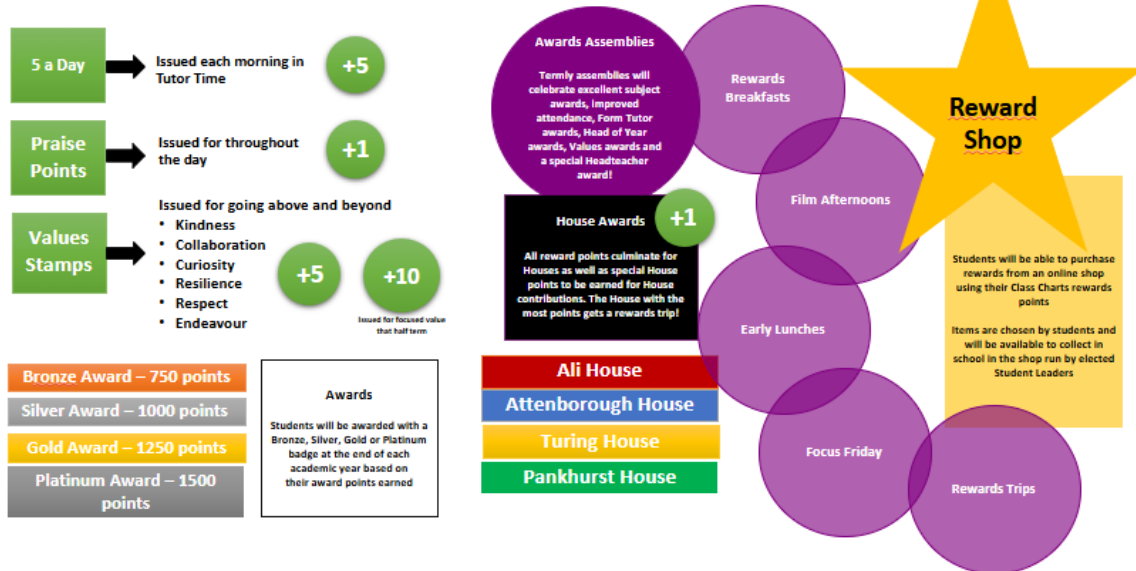 5 a Day
Issued each morning in
Tutor Time
+5
Praise
Points
Issued for throughout
the day
+1
Values
Stamps
Issued for going above and beyond
• Kindness
• Collaboration
• Curiosity
• Resilience
• Respect
• Endeavour
+5
+10
Issued for focused value
that half term
Bronze Award – 750 points
Silver Award – 1000 points
Gold Award – 1250 points
Platinum Award – 1500
points
Awards
Students will be awarded with a
Bronze, Silver, Gold or Platinum
badge at the end of each
academic year based on
their award points earned
Awards Assemblies
Termly assemblies will
celebrate excellent subject
awards, improved
attendance, Form Tutor
awards, Head of Year
awards, Values awards and
a special Headteacher
award!
House Awards
+1
All reward points culminate for
Houses as well as special House
points to be earned for House
contributions. The House with the
most points gets a rewards trip!
Ali House
Attenborough House
Turing House
Pankhurst House
Rewards
Breakfasts
Film Afternoons
Early Lunches
Focus Friday
Rewards Trips
Reward
Shop
Students will be able to purchase
rewards from an online shop
using their Class Charts rewards
points
Items are chosen by students and
will be available to collect in
school in the shop run by elected
Student Leaders